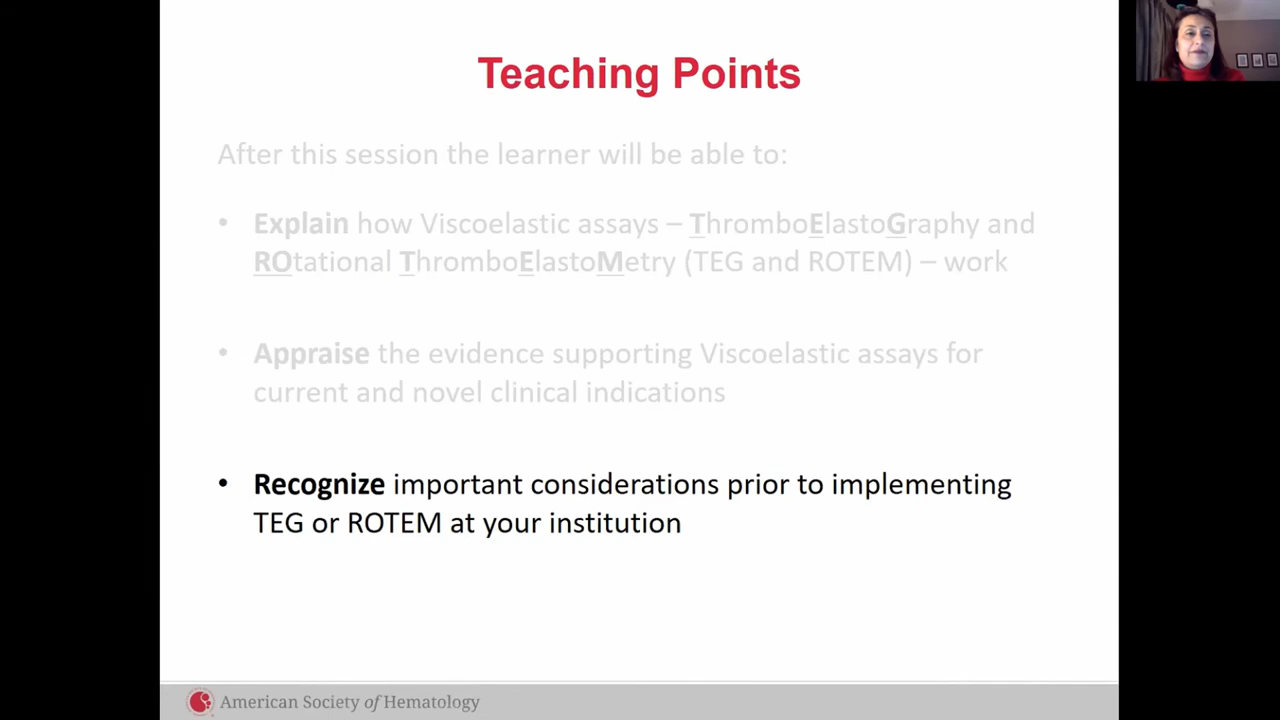 Teaching Points
After this session the learner will be able to:
• Explain how Viscoelastic assays – ThromboElastoGraphy and
ROtational ThromboElastoMetry (TEG and ROTEM) – work
• Appraise the evidence supporting Viscoelastic assays for
current and novel clinical indications
• Recognize important considerations prior to implementing
TEG or ROTEM at your institution
American Society of Hematology